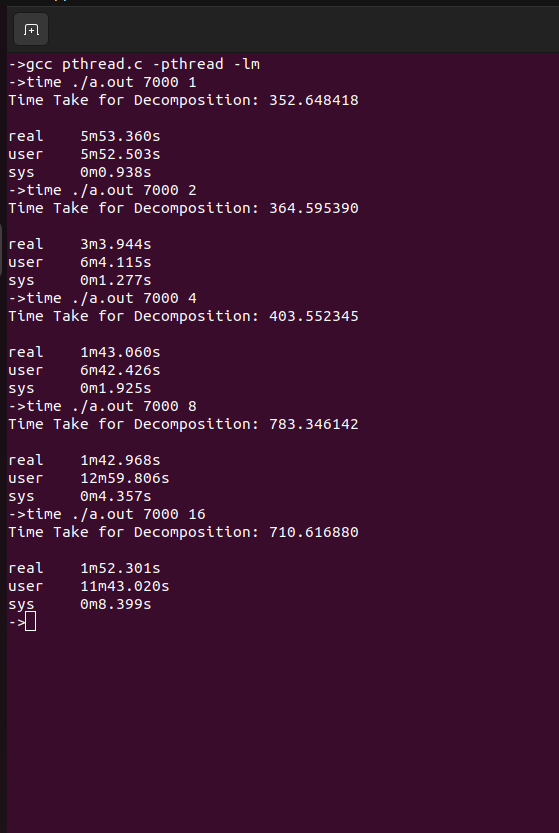 ->gcc pthread.c -pthread -lm
->time ./a.out 7000 1
Time Take for Decomposition: 352.648418
real 5m53.360s
user 5m52.503s
sys 0m0.938s
->time ./a.out 7000 2
Time Take for Decomposition: 364.595390
real 3m3.944s
user 6m4.115s
sys 0m1.277s
->time ./a.out 7000 4
Time Take for Decomposition: 403.552345
real 1m43.060s
user 6m42.426s
sys 0m1.925s
->time ./a.out 7000 8
Time Take for Decomposition: 783.346142
real 1m42.968s
user 12m59.806s
sys 0m4.357s
->time ./a.out 7000 16
Time Take for Decomposition: 710.616880
real 1m52.301s
user 11m43.020s
sys 0m8.399s
->